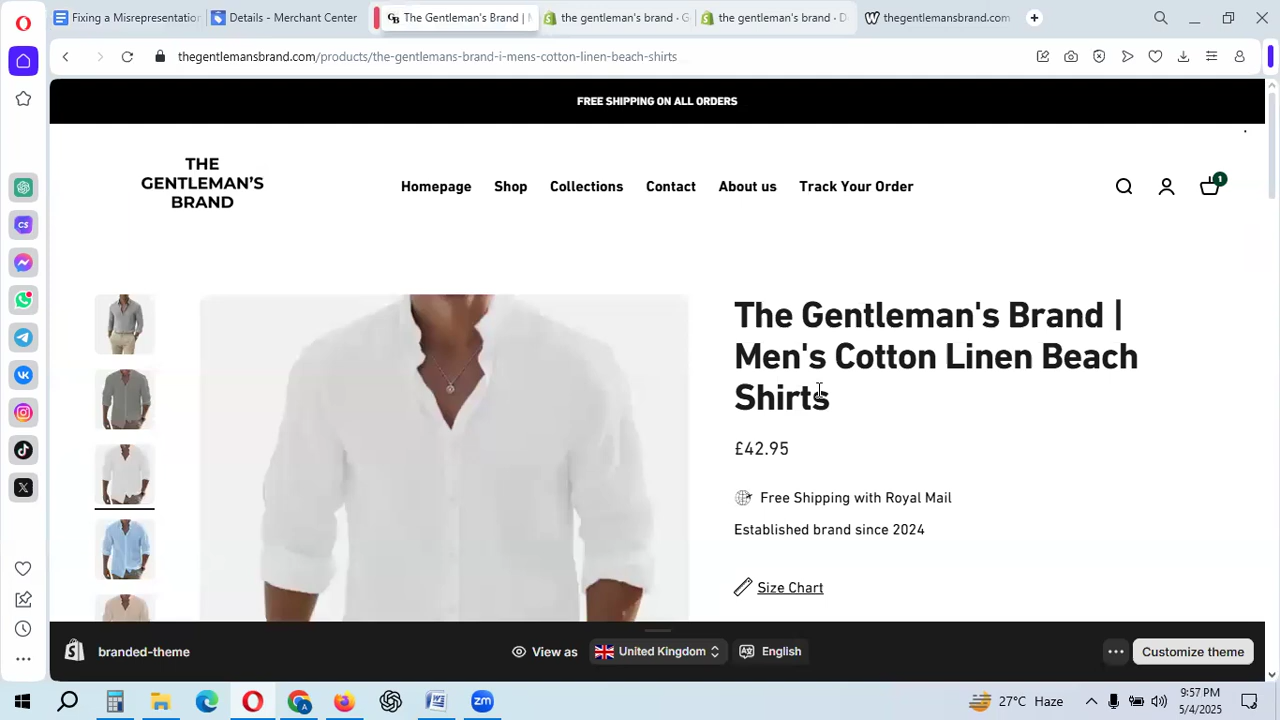 Fixing a Misrepresentation
Details - Merchant Center
GB The Gentleman's Brand |
the gentleman's brand · G
the gentleman's brand · D
thegentlemansbrand.com
thegentlemansbrand.com/products/the-gentlemans-brand-i-mens-cotton-linen-beach-shirts
FREE SHIPPING ON ALL ORDERS
THE
GENTLEMAN'S
BRAND
Homepage
Shop
Collections
Contact
About us
Track Your Order
1
The Gentleman's Brand |
Men's Cotton Linen Beach
Shirts
£42.95
Free Shipping with Royal Mail
Established brand since 2024
Size Chart
branded-theme
View as
United Kingdom
English
Customize theme
CS
W
zm
27°C Haze
9:57 PM
5/4/2025